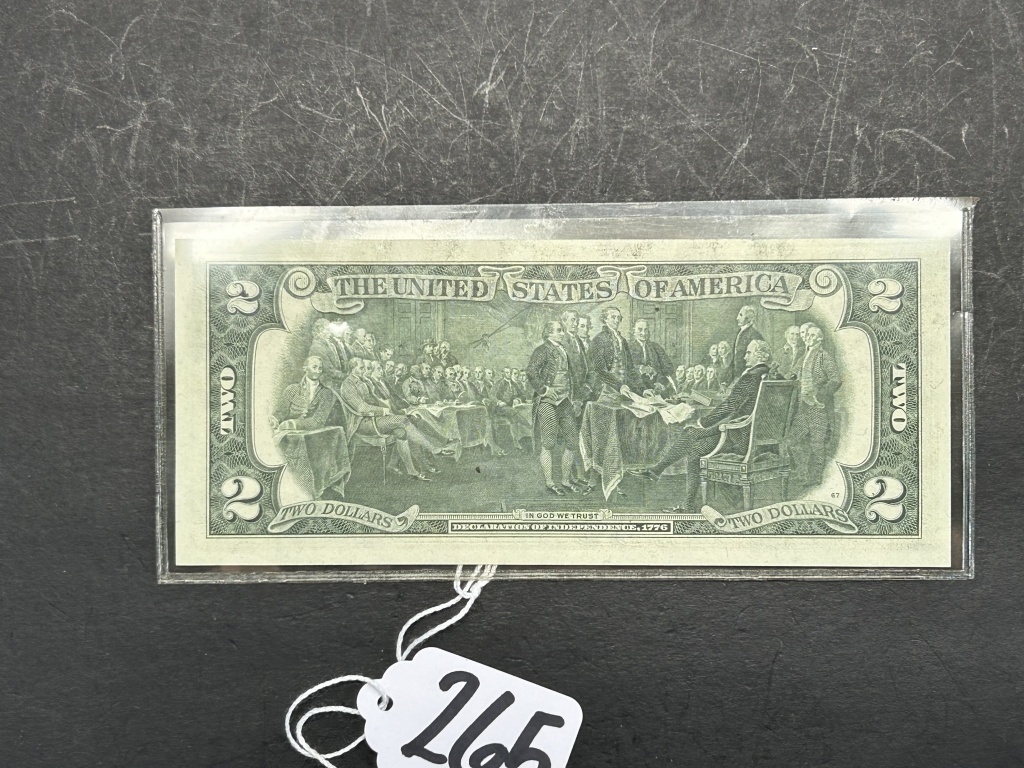 THE UNITED STATES OF AMERICA
2
2
TWO
TWO
67
2
2
TWO DOLLARS
IN GOD WE TRUST
TWO DOLLARS
DECLARATION OF INDEPENDENCE, 1776
265